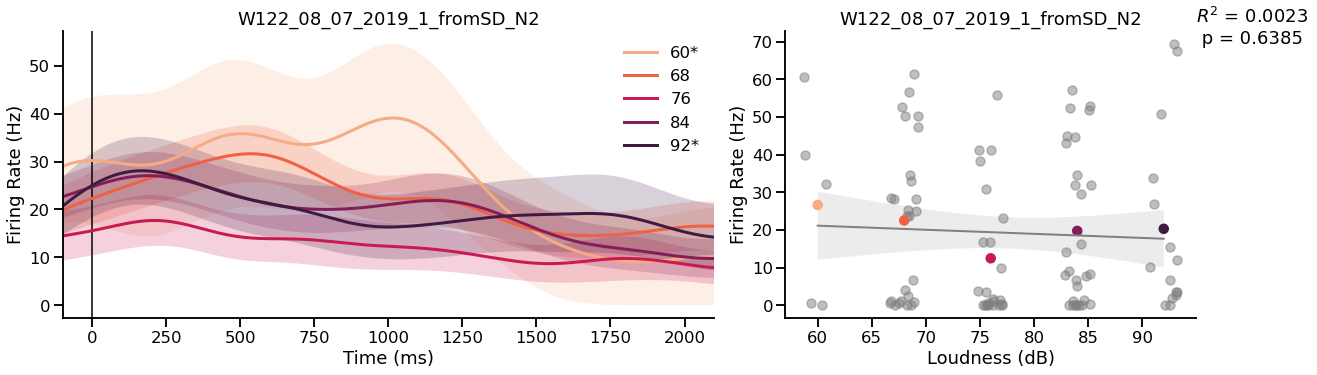 W122_08_07_2019_1_fromSD_N2
Firing Rate (Hz)
50
40
30
20
10
0
0 250 500 750 1000 1250 1500 1750 2000
Time (ms)
60*
68
76
84
92*
W122_08_07_2019_1_fromSD_N2
R² = 0.0023
p = 0.6385
Firing Rate (Hz)
70
60
50
40
30
20
10
0
60 65 70 75 80 85 90
Loudness (dB)